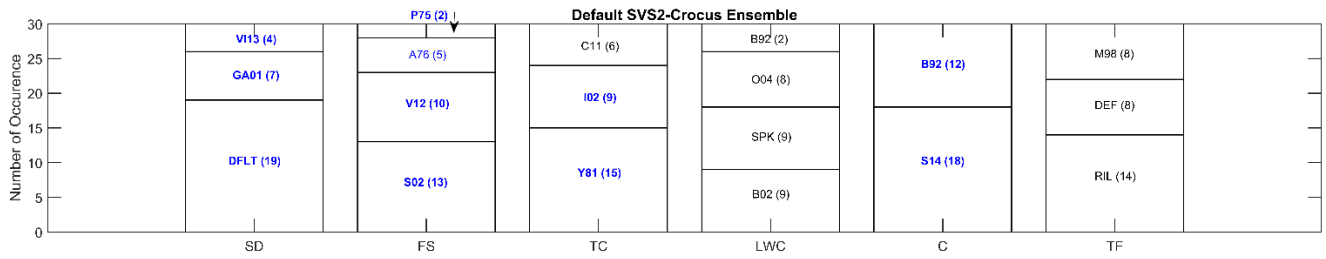 P75 (2)
Default SVS2-Crocus Ensemble
Number of Occurence
30
25
20
15
10
5
0
VI13 (4)
GA01 (7)
DFLT (19)
A76 (5)
V12 (10)
S02 (13)
C11 (6)
I02 (9)
Y81 (15)
B92 (2)
O04 (8)
SPK (9)
B02 (9)
B92 (12)
S14 (18)
M98 (8)
DEF (8)
RIL (14)
SD
FS
TC
LWC
C
TF